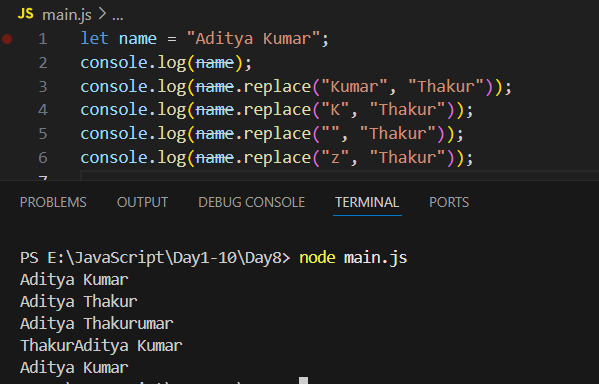 JS main.js > ...
1 let name = "Aditya Kumar";
2 console.log(name);
3 console.log(name.replace("Kumar", "Thakur"));
4 console.log(name.replace("K", "Thakur"));
5 console.log(name.replace("", "Thakur"));
6 console.log(name.replace("z", "Thakur"));
7
PROBLEMS OUTPUT DEBUG CONSOLE TERMINAL PORTS
PS E:\JavaScript\Day1-10\Day8> node main.js
Aditya Kumar
Aditya Thakur
Aditya Thakurumar
ThakurAditya Kumar
Aditya Kumar